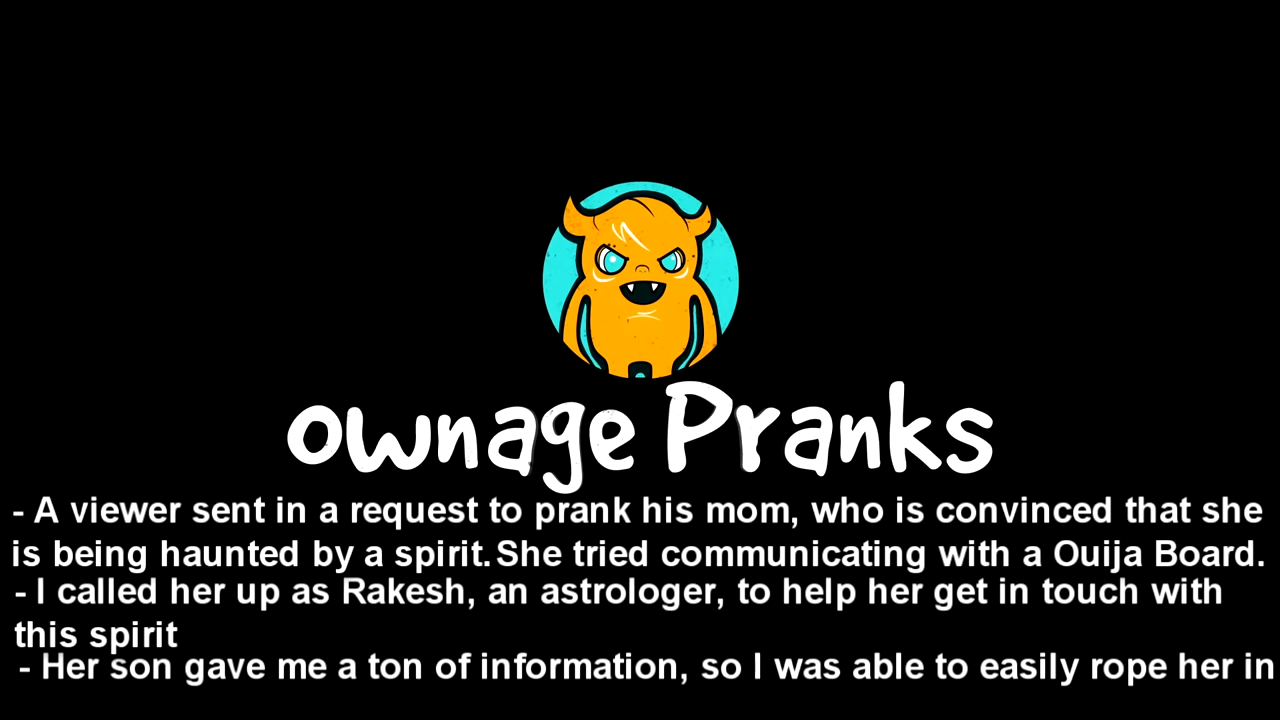 ownage Pranks
- A viewer sent in a request to prank his mom, who is convinced that she
is being haunted by a spirit. She tried communicating with a Ouija Board.
- I called her up as Rakesh, an astrologer, to help her get in touch with
this spirit
- Her son gave me a ton of information, so I was able to easily rope her in